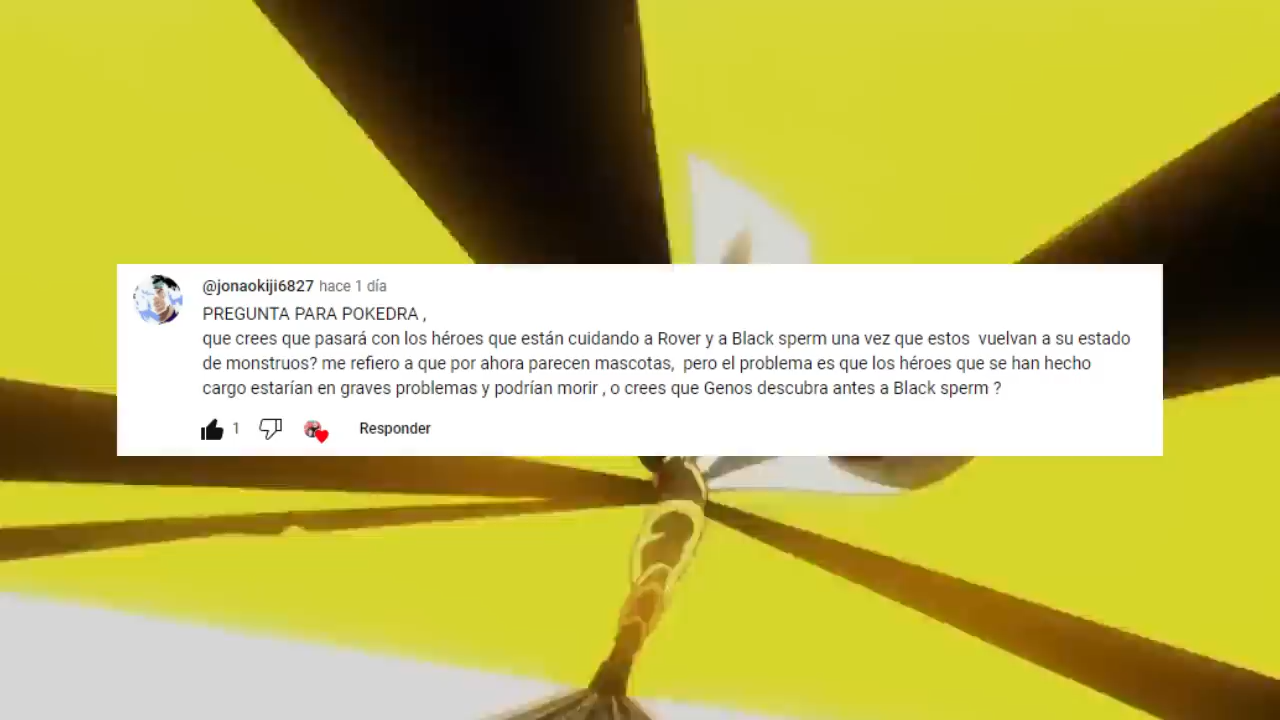 @jonaokiji6827 hace 1 día
PREGUNTA PARA POKEDRA ,
que crees que pasará con los héroes que están cuidando a Rover y a Black sperm una vez que estos  vuelvan a su estado
de monstruos? me refiero a que por ahora parecen mascotas,  pero el problema es que los héroes que se han hecho
cargo estarían en graves problemas y podrían morir , o crees que Genos descubra antes a Black sperm ?
1 Responder